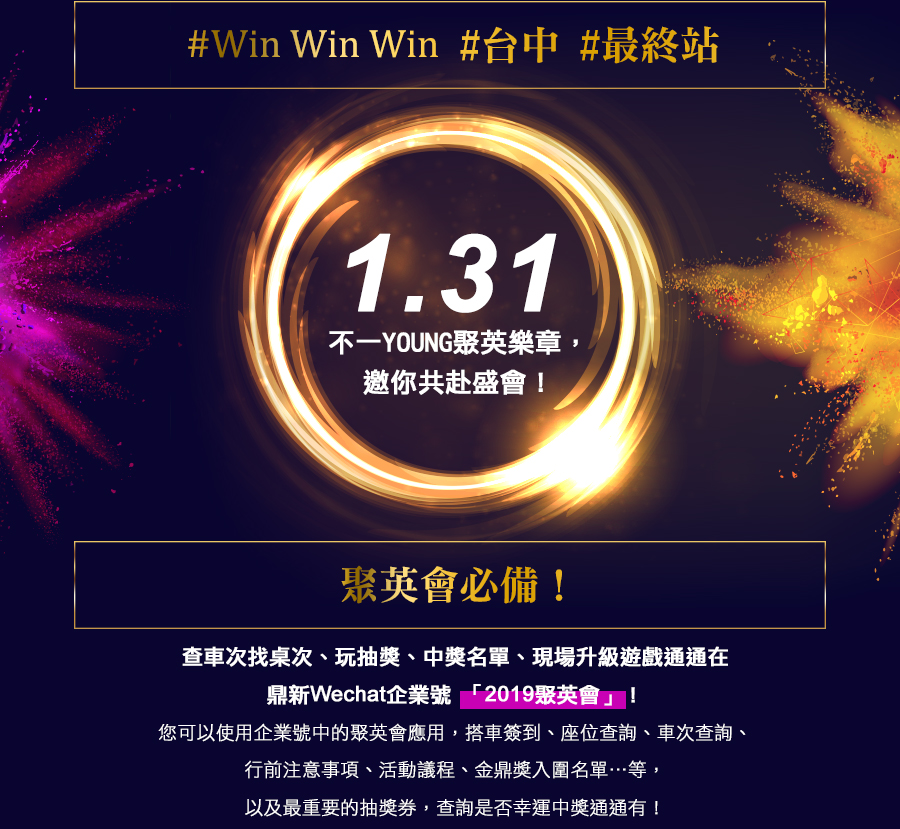 #Win Win Win #台中 #最終站
1.31
不一YOUNG聚英樂章，
邀你共赴盛會！
聚英會必備！
查車次找桌次、玩抽獎、中獎名單、現場升級遊戲通通在
鼎新Wechat企業號「2019聚英會」！
您可以使用企業號中的聚英會應用，搭車簽到、座位查詢、車次查詢、
行前注意事項、活動議程、金鼎獎入圍名單⋯等，
以及最重要的抽獎券，查詢是否幸運中獎通通有！